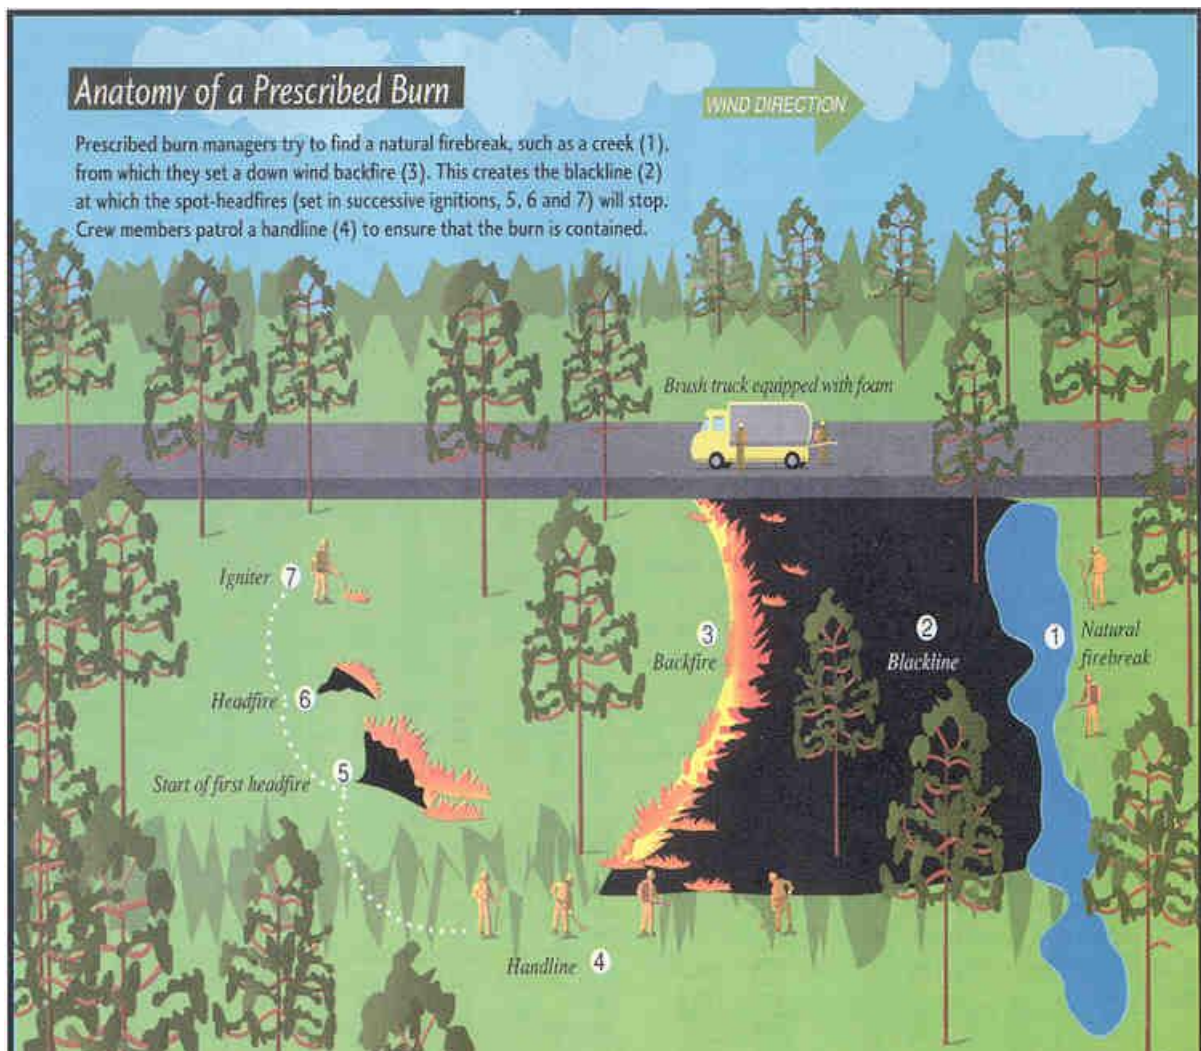 Anatomy of a Prescribed Burn
WIND DIRECTION
Prescribed burn managers try to find a natural firebreak, such as a creek (1),
from which they set a down wind backfire (3). This creates the blackline (2)
at which the spot-headfires (set in successive ignitions, 5, 6 and 7) will stop.
Crew members patrol a handline (4) to ensure that the burn is contained.
Brush truck equipped with foam
Igniter 7
3
Backfire
2
Blackline
1 Natural
firebreak
Headfire 6
Start of first headfire 5
Handline 4